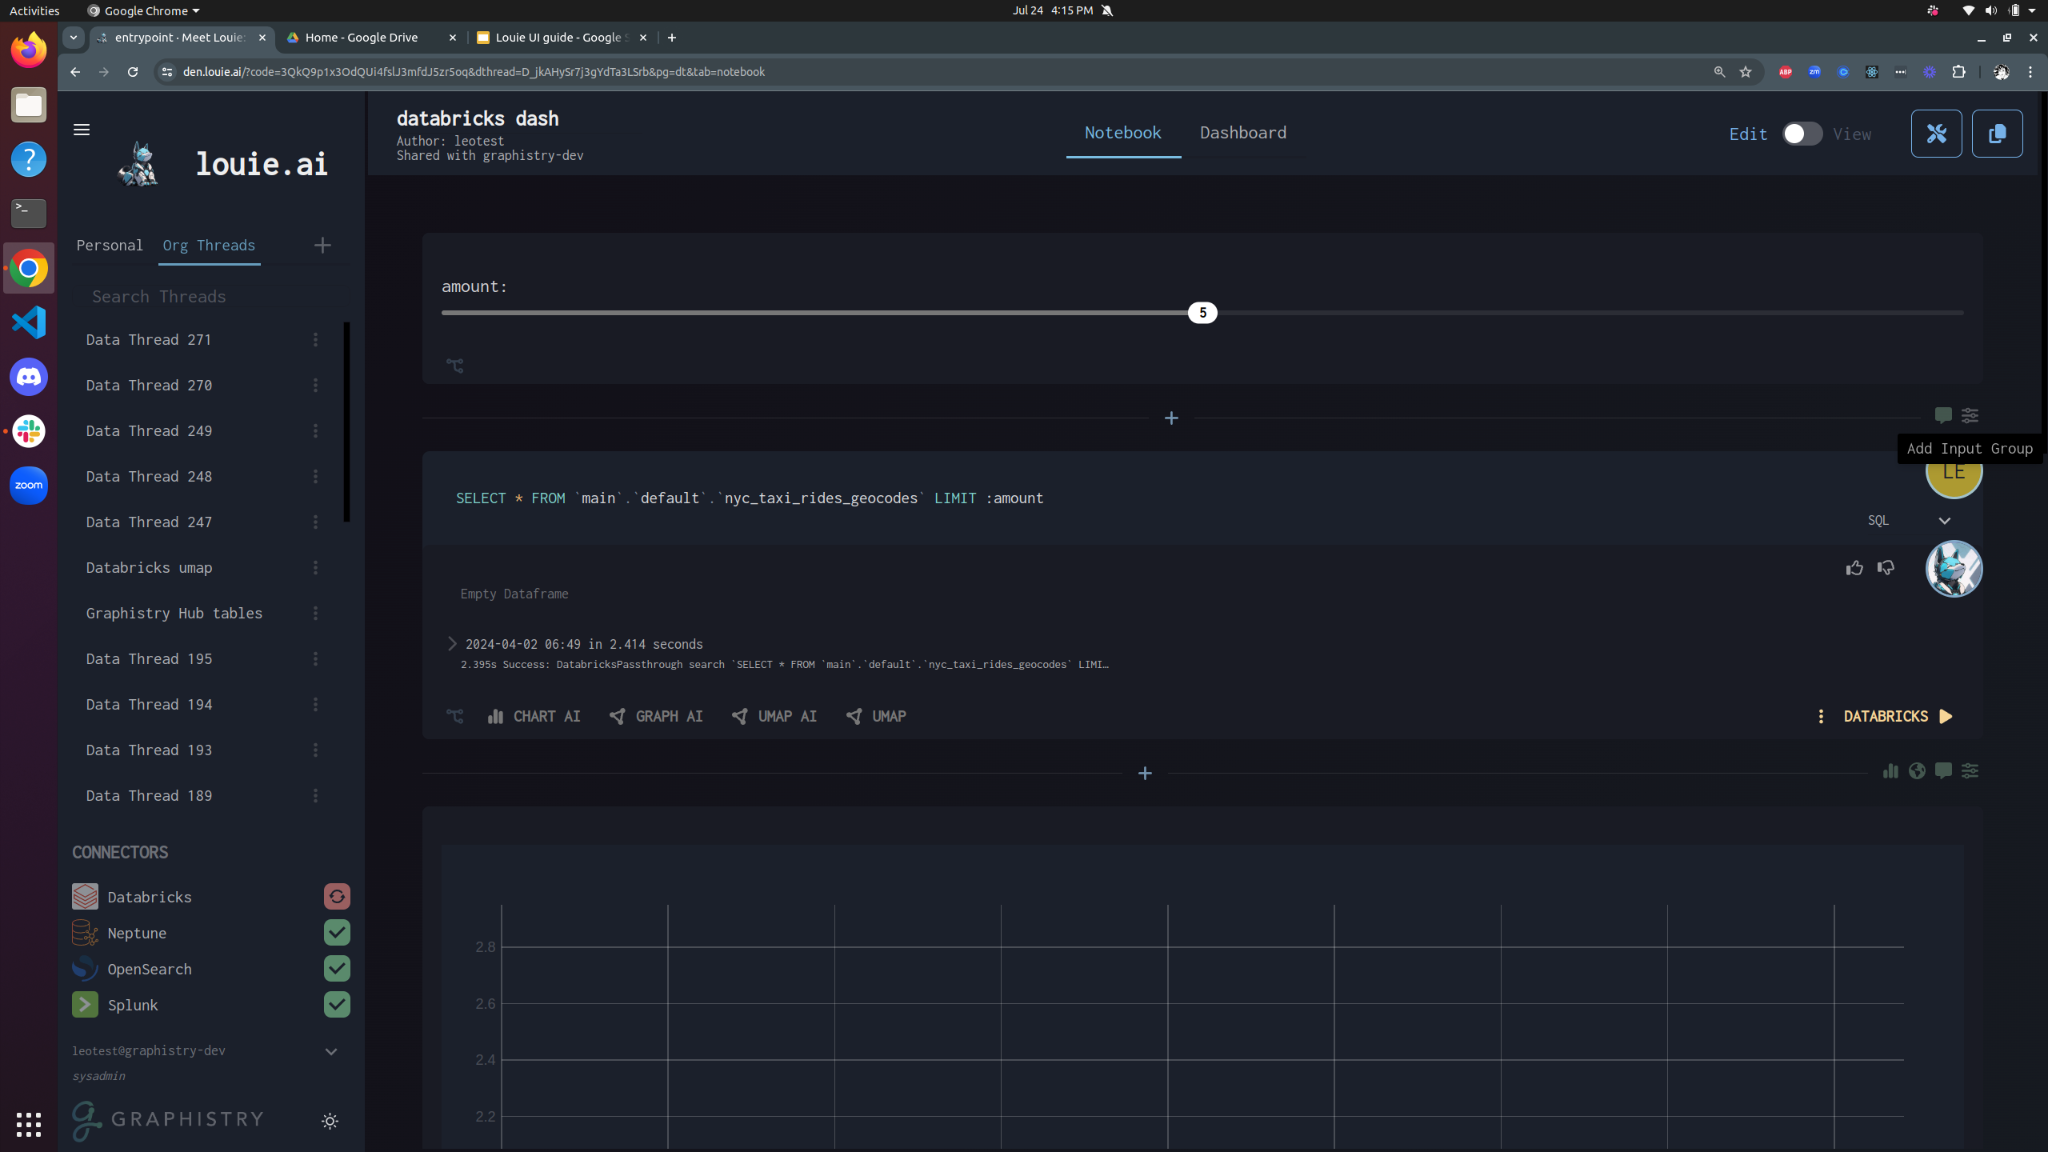 Activities
Google Chrome
Jul 24 4:15 PM
entrypoint · Meet Louie:
Home - Google Drive
Louie UI guide - Google S
den.louie.ai/?code=3QkQ9p1x3OdQUi4fslJ3mfdJ5zr5oq&dthread=D_jkAHySr7j3gYdTa3LSrb&pg=dt&tab=notebook
ABP
zm
louie.ai
Personal
Org Threads
Search Threads
Data Thread 271
Data Thread 270
Data Thread 249
Data Thread 248
Data Thread 247
Databricks umap
Graphistry Hub tables
Data Thread 195
Data Thread 194
Data Thread 193
Data Thread 189
CONNECTORS
Databricks
Neptune
OpenSearch
Splunk
leotest@graphistry-dev
sysadmin
GRAPHISTRY
zoom
databricks dash
Author: leotest
Shared with graphistry-dev
Notebook
Dashboard
Edit
View
amount:
5
Add Input Group
LE
SELECT * FROM `main`.`default`.`nyc_taxi_rides_geocodes` LIMIT :amount
SQL
Empty Dataframe
2024-04-02 06:49 in 2.414 seconds
2.395s Success: DatabricksPassthrough search `SELECT * FROM `main`.`default`.`nyc_taxi_rides_geocodes` LIMI…
CHART AI
GRAPH AI
UMAP AI
UMAP
DATABRICKS
2.8
2.6
2.4
2.2